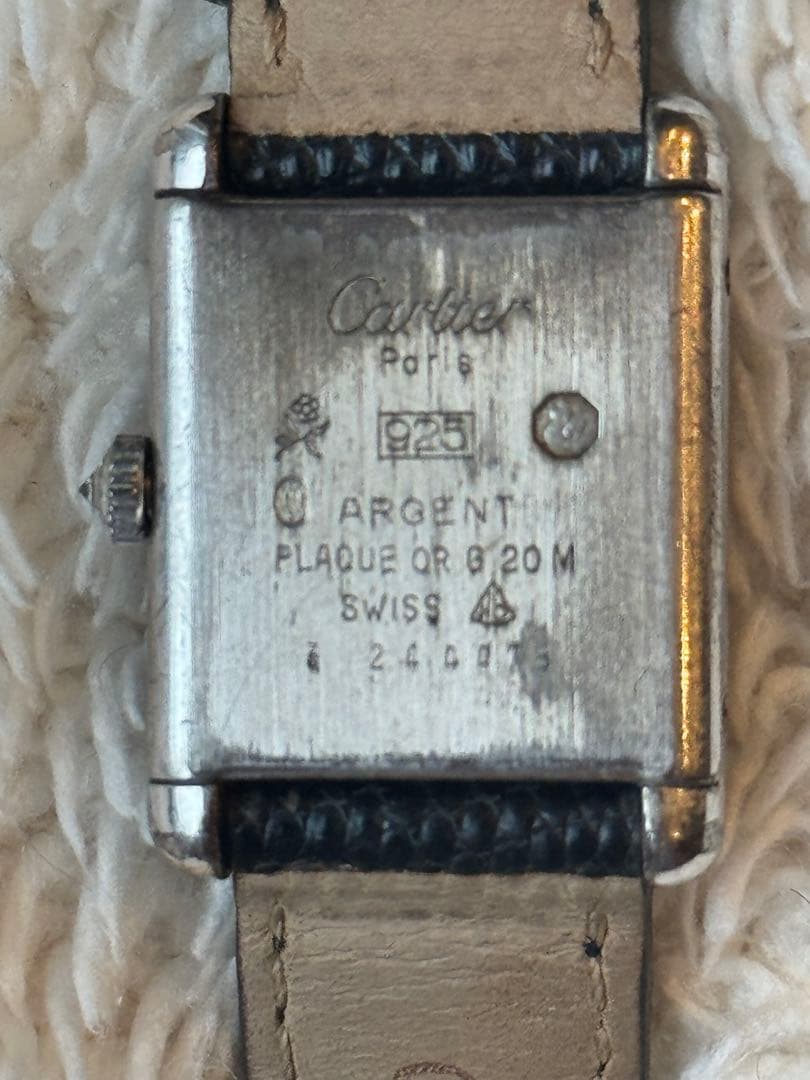 Cartier
Paris
925
ARGENT
PLAQUE OR G 20 M
SWISS